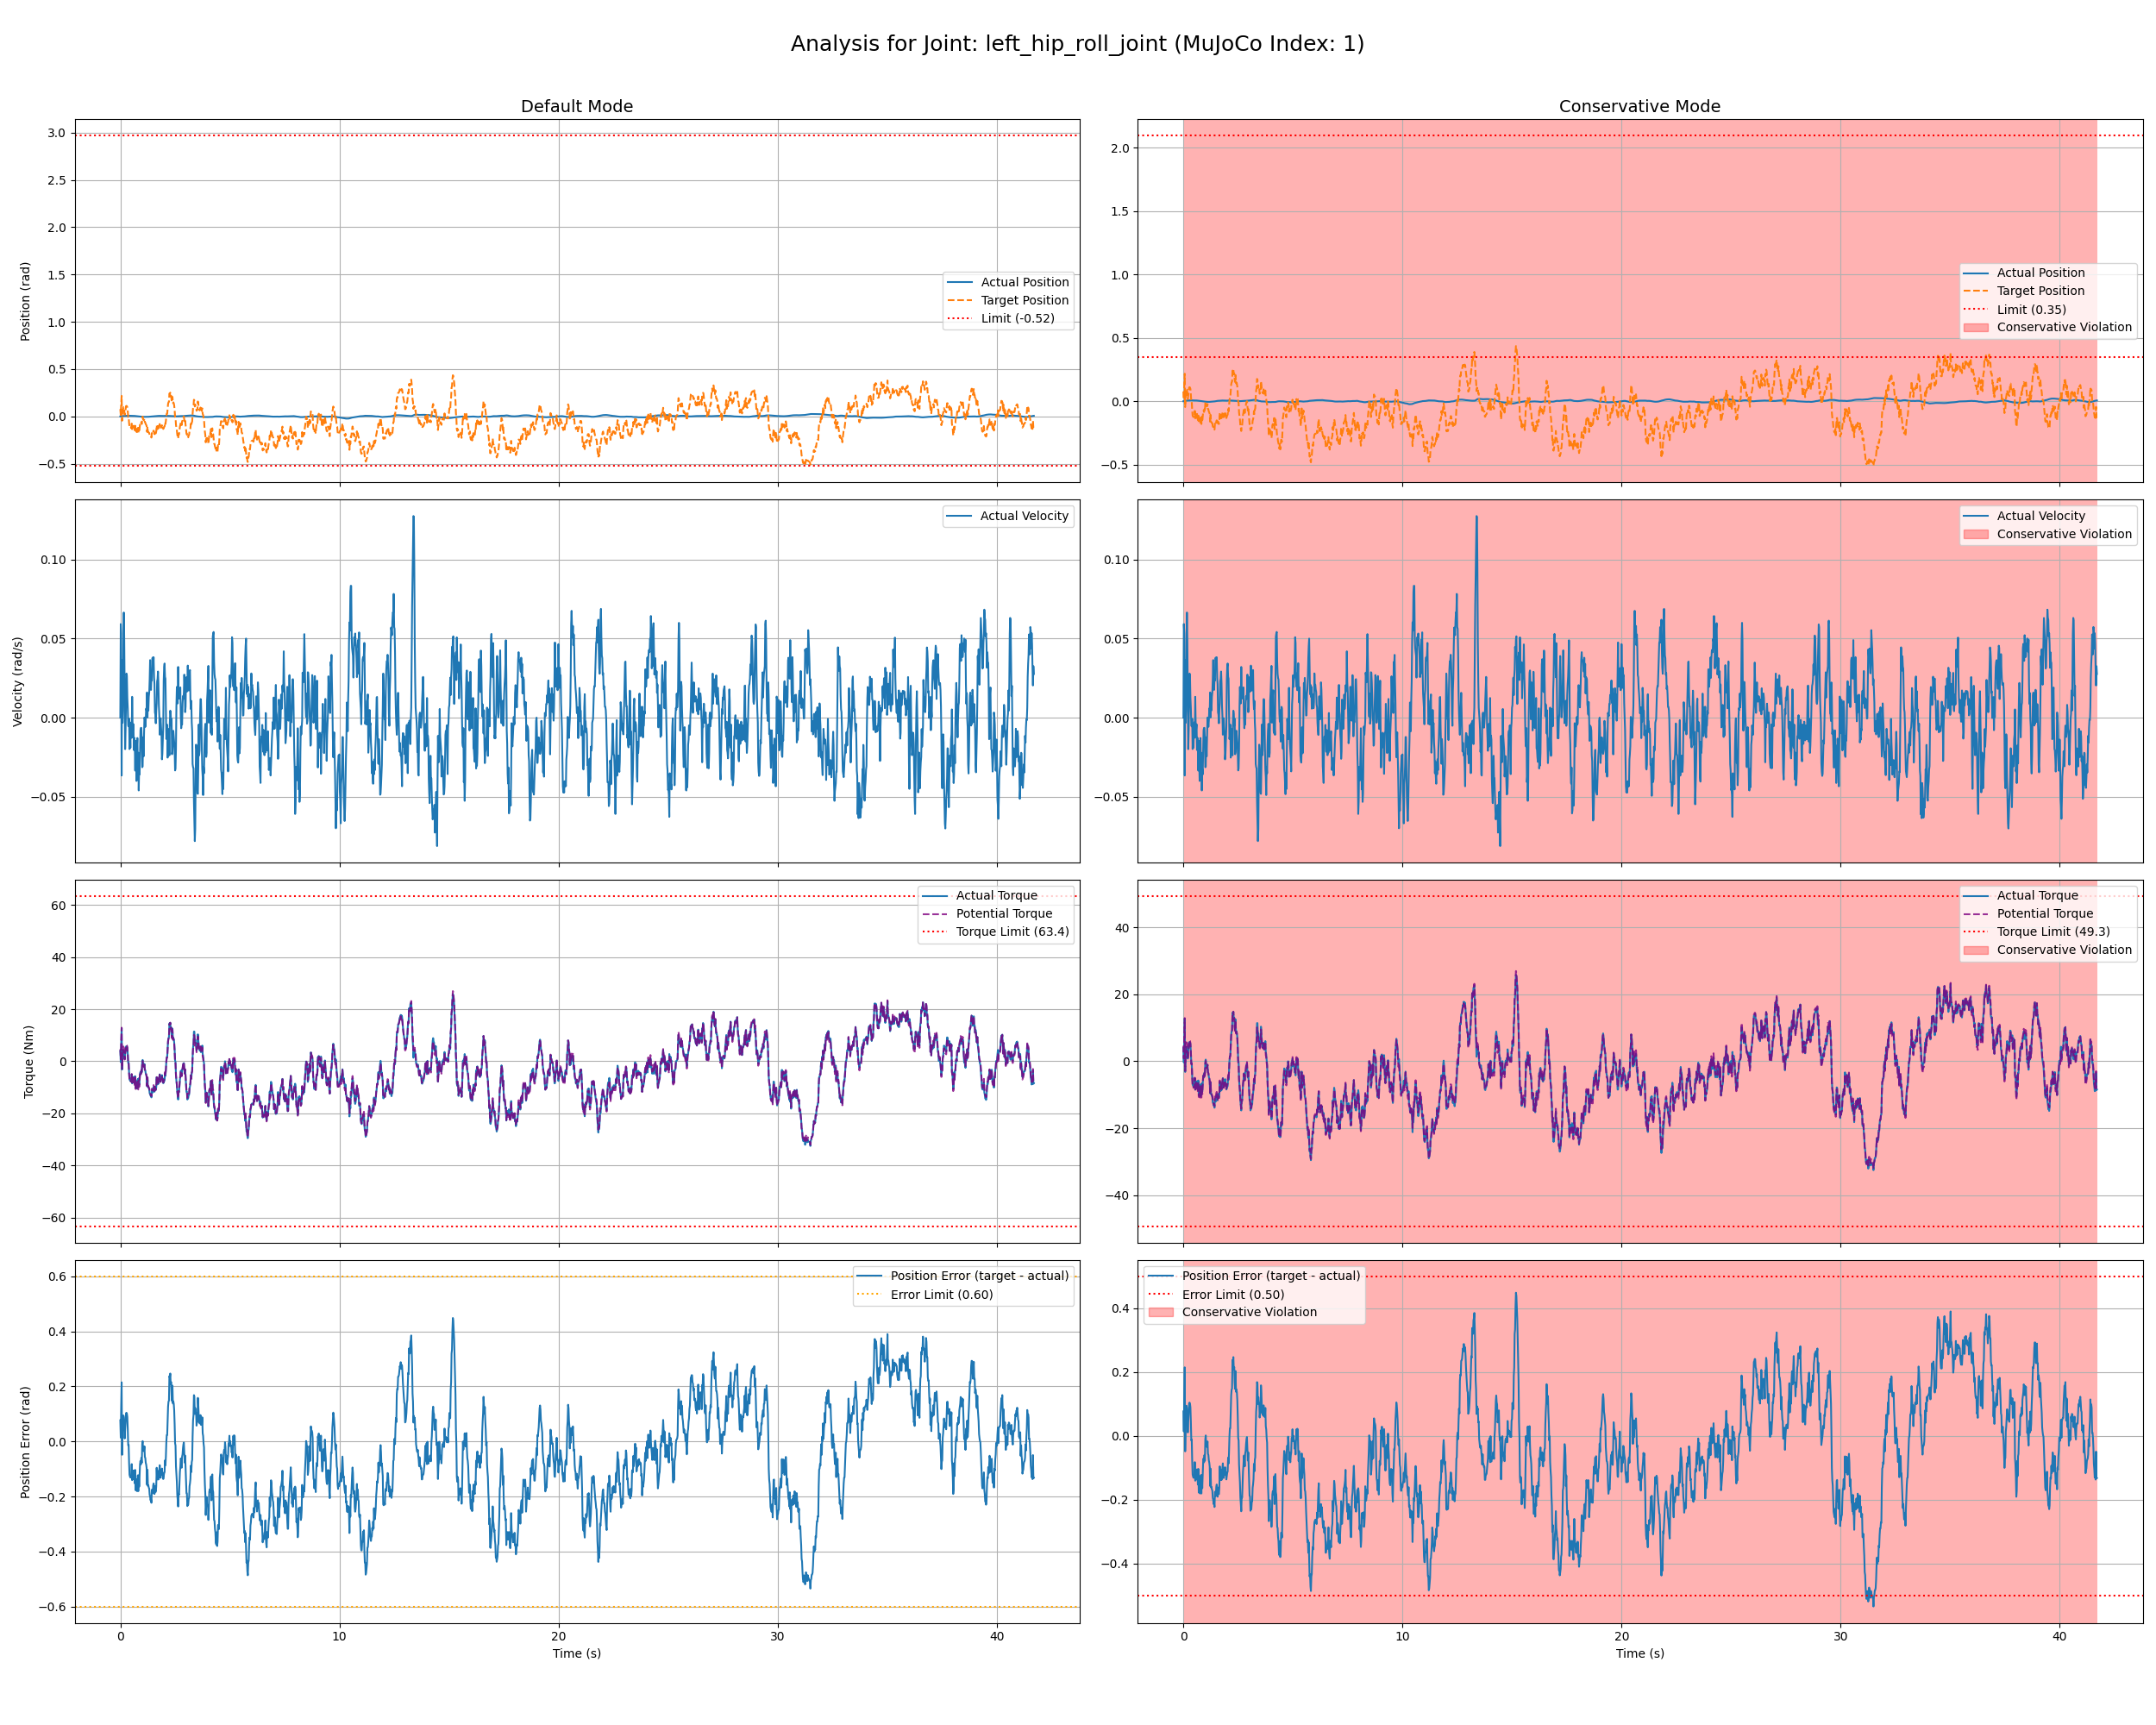 Analysis for Joint: left_hip_roll_joint (MuJoCo Index: 1)
Default Mode
Conservative Mode
3.0
2.5
2.0
1.5
1.0
0.5
0.0
−0.5
Position (rad)
Actual Position
Target Position
Limit (-0.52)
2.0
1.5
1.0
0.5
0.0
−0.5
Actual Position
Target Position
Limit (0.35)
Conservative Violation
0.10
0.05
0.00
−0.05
Velocity (rad/s)
Actual Velocity
0.10
0.05
0.00
−0.05
Actual Velocity
Conservative Violation
60
40
20
0
−20
−40
−60
Torque (Nm)
Actual Torque
Potential Torque
Torque Limit (63.4)
40
20
0
−20
−40
Actual Torque
Potential Torque
Torque Limit (49.3)
Conservative Violation
0.6
0.4
0.2
0.0
−0.2
−0.4
−0.6
Position Error (rad)
Position Error (target - actual)
Error Limit (0.60)
0 10 20 30 40
Time (s)
0.4
0.2
0.0
−0.2
−0.4
Position Error (target - actual)
Error Limit (0.50)
Conservative Violation
0 10 20 30 40
Time (s)